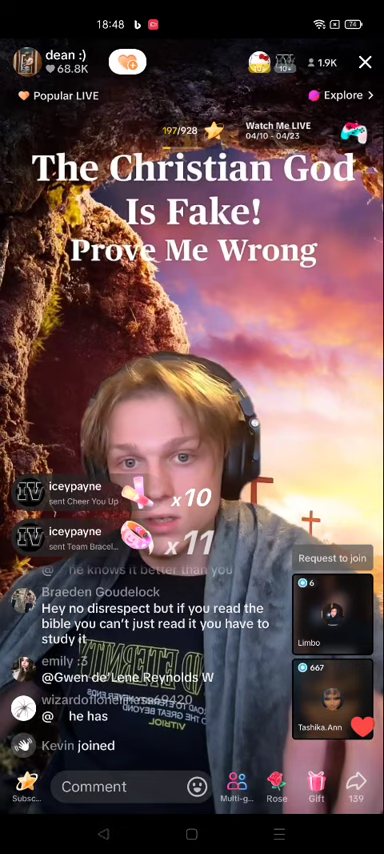 18:48
74
dean :)
68.8K
10+
1.9K
Popular LIVE
Explore >
197/928
Watch Me LIVE
04/10 - 04/23
The Christian God
Is Fake!
Prove Me Wrong
iceypayne
sent Cheer You Up
x10
iceypayne
sent Team Bracel...
x11
@ he knows it better than you
Braeden Goudelock
Hey no disrespect but if you read the
bible you can't just read it you have to
study it
emily :3
@Gwen de'Lene Reynolds W
@ he has
Kevin joined
Request to join
6
Limbo
667
Tashika.Ann
Subsc...
Comment
Multi-g...
Rose
Gift
139